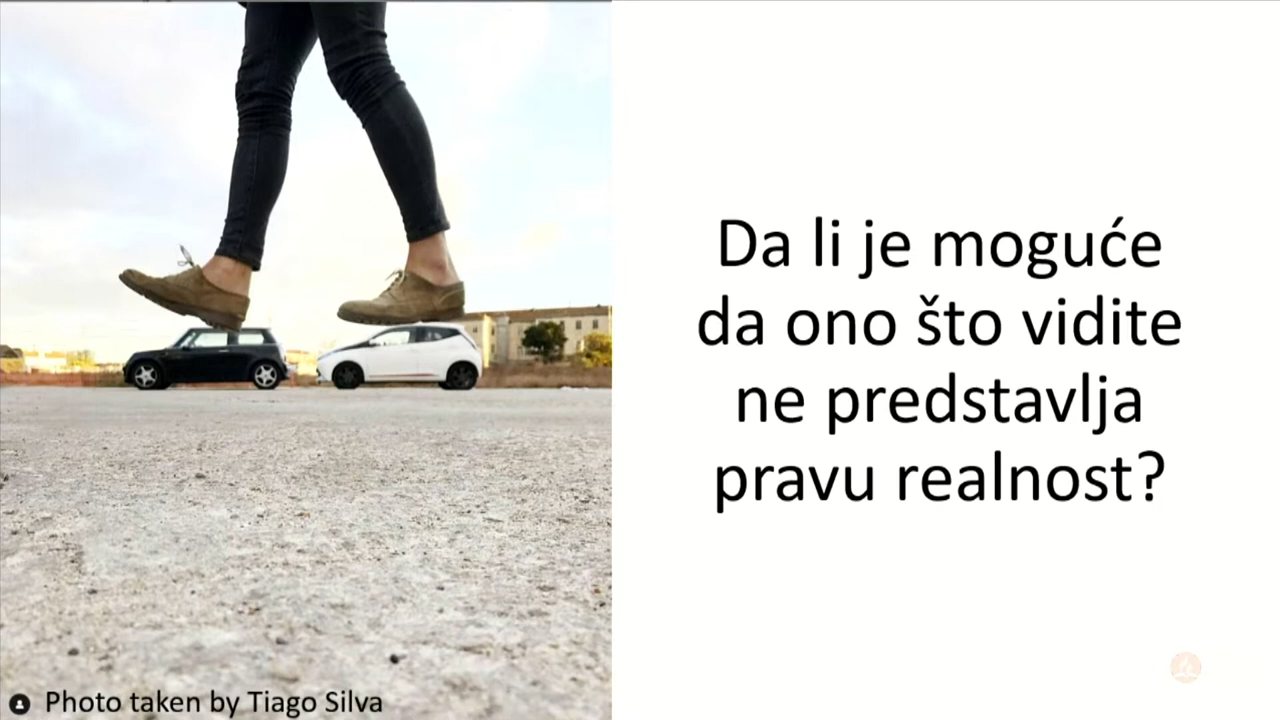 Da li je moguće
da ono što vidite
ne predstavlja
pravu realnost?
Photo taken by Tiago Silva